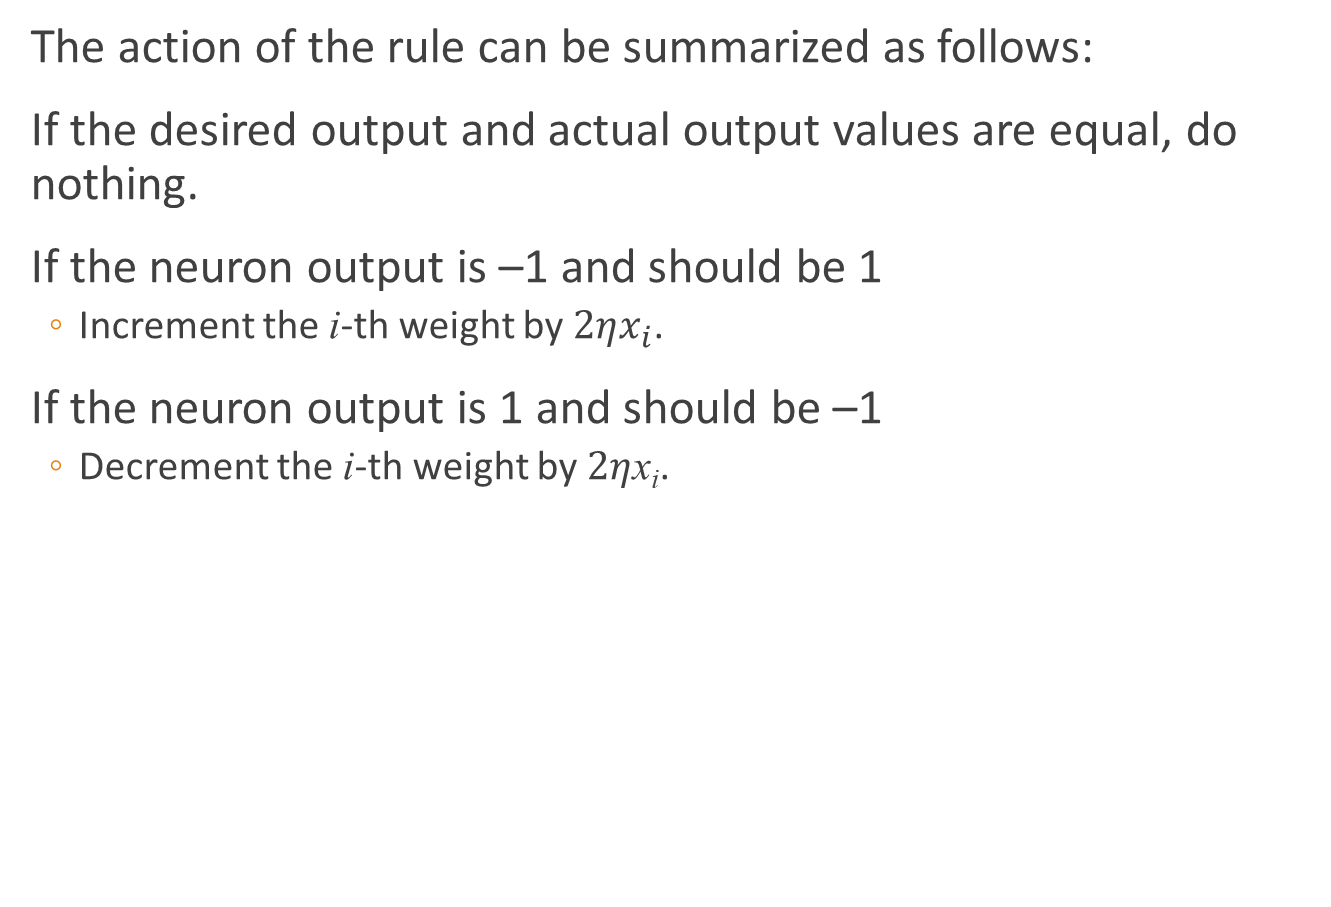 The action of the rule can be summarized as follows:
If the desired output and actual output values are equal, do
nothing.
If the neuron output is –1 and should be 1
◦ Increment the i-th weight by 2ηxᵢ.
If the neuron output is 1 and should be –1
◦ Decrement the i-th weight by 2ηxᵢ.